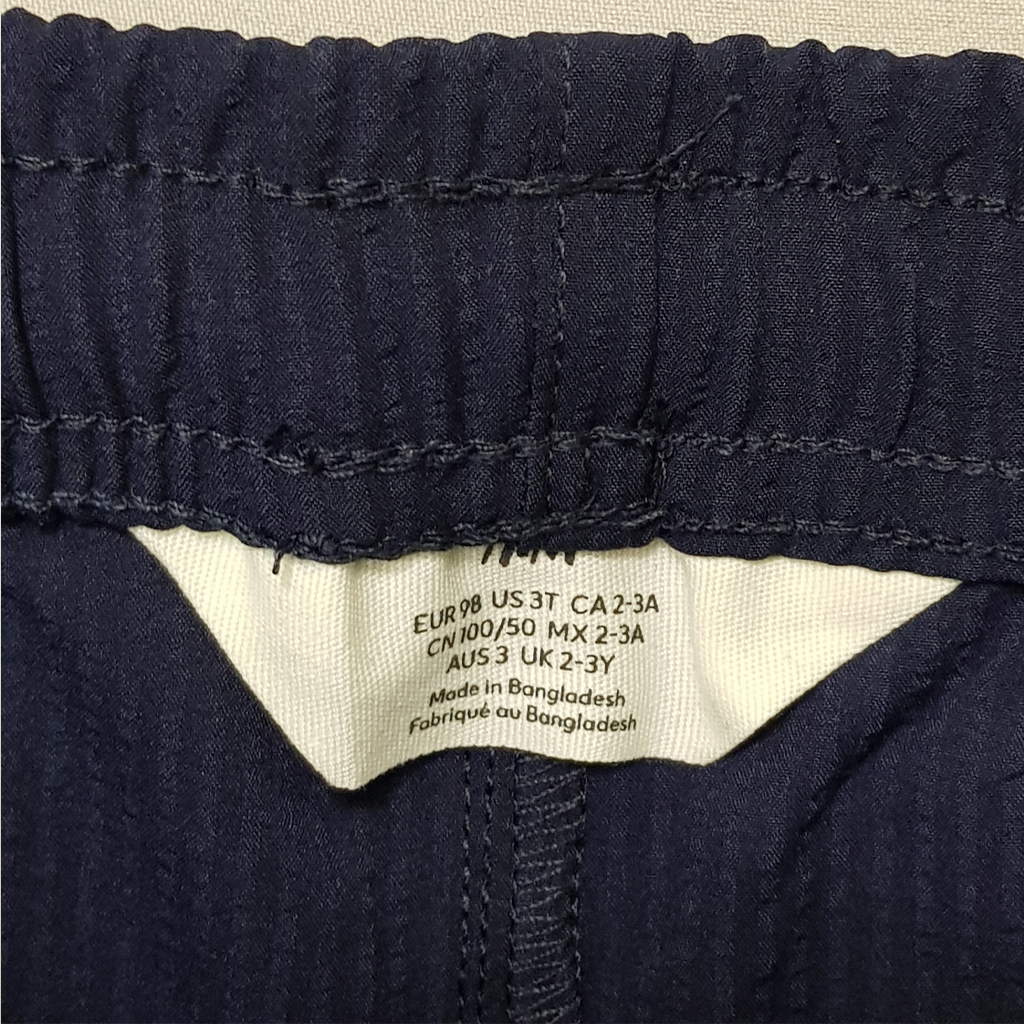 EUR 98 US 3T CA 2-3A
CN 100/50 MX 2-3A
AUS 3 UK 2-3Y
Made in Bangladesh
Fabriqué au Bangladesh